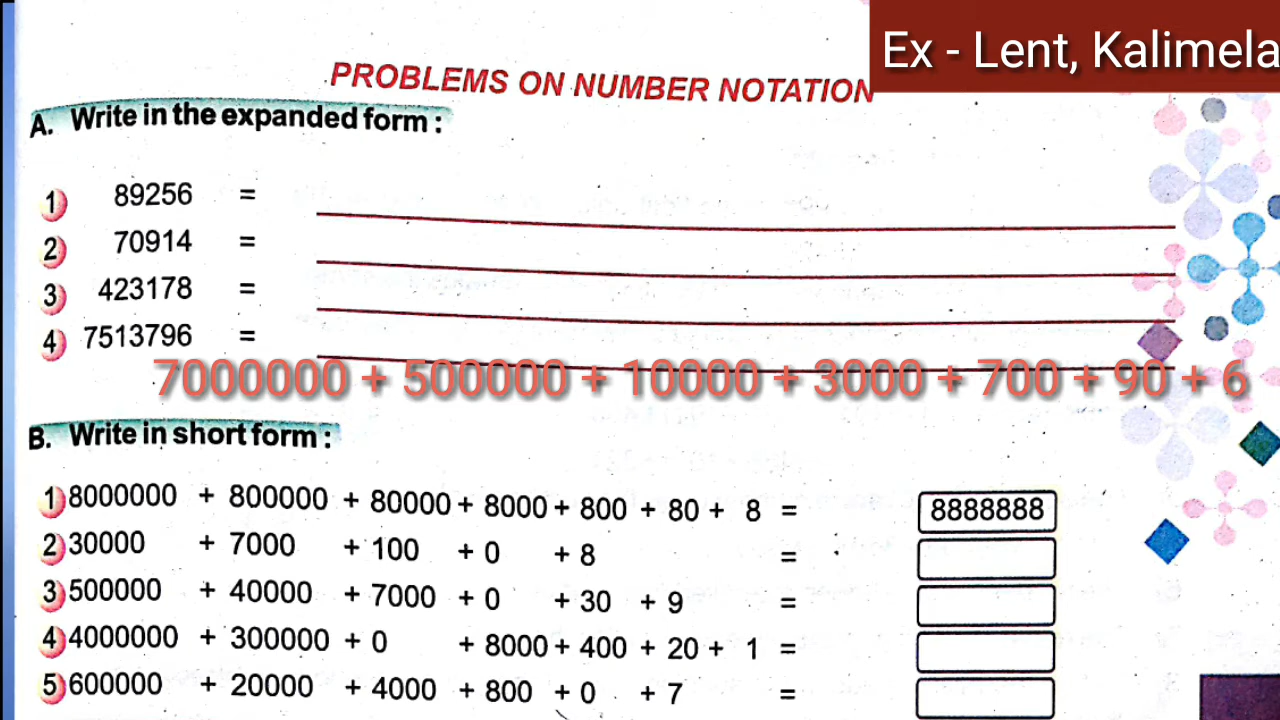 Ex - Lent, Kalimela
PROBLEMS ON NUMBER NOTATION
A. Write in the expanded form :
1 89256 =
2 70914 =
3 423178 =
4 7513796 =
7000000 + 500000 + 10000 + 3000 + 700 + 90 + 6
B. Write in short form :
1 8000000 + 800000 + 80000 + 8000 + 800 + 80 + 8 = 8888888
2 30000 + 7000 + 100 + 0 + 8 =
3 500000 + 40000 + 7000 + 0 + 30 + 9 =
4 4000000 + 300000 + 0 + 8000 + 400 + 20 + 1 =
5 600000 + 20000 + 4000 + 800 + 0 + 7 =